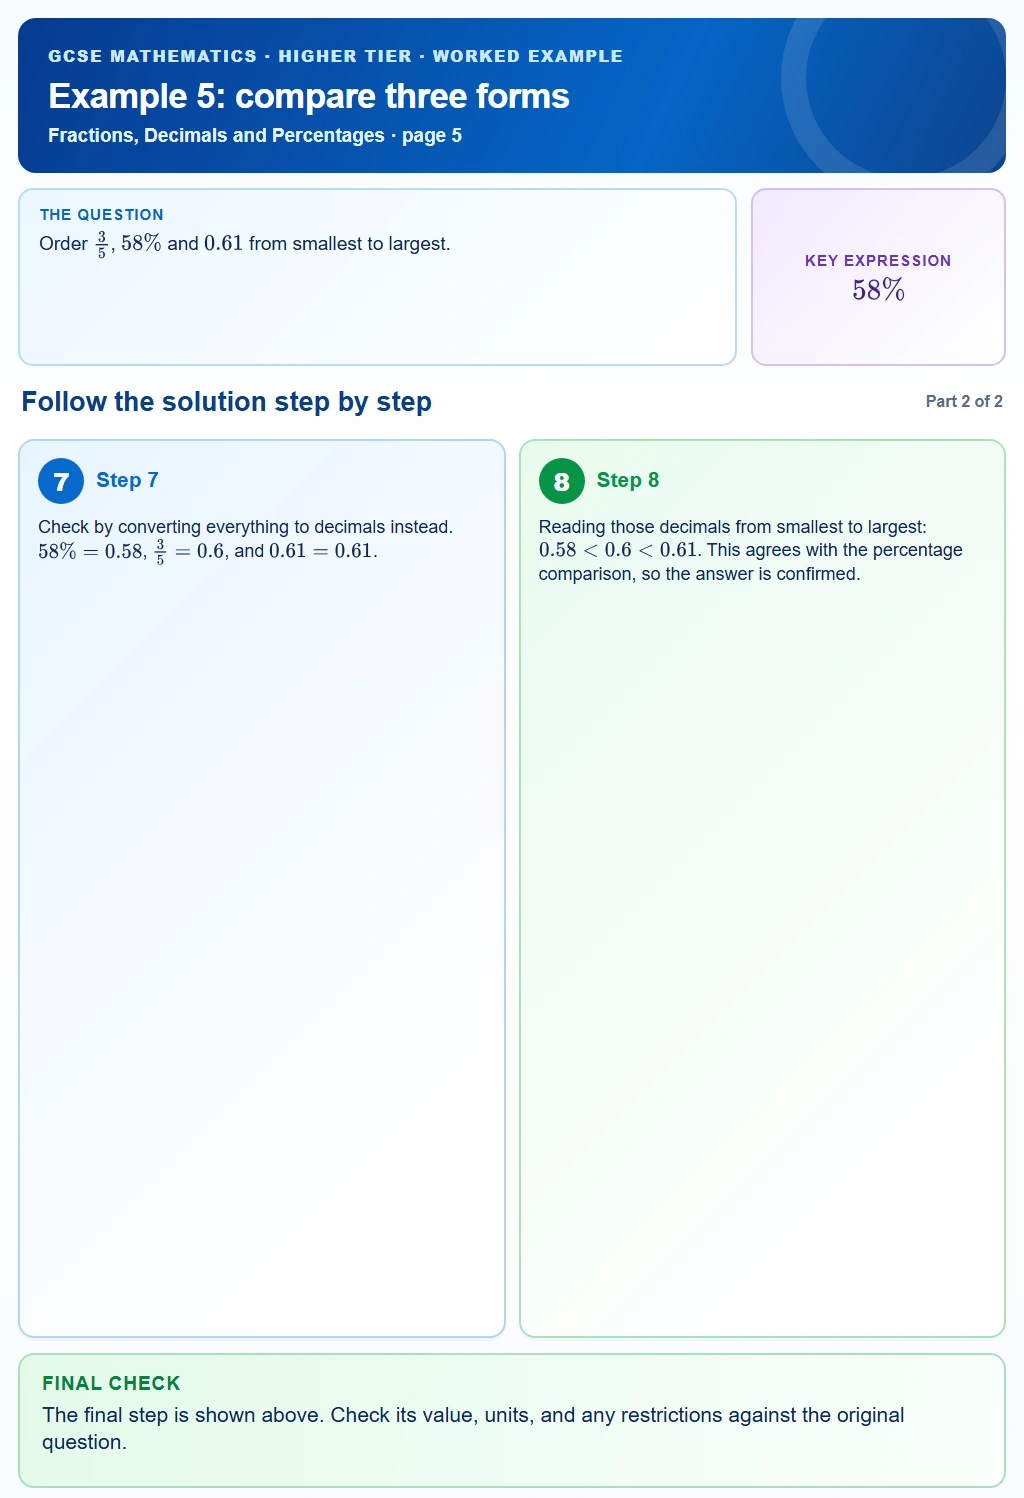 GCSE MATHEMATICS · HIGHER TIER · WORKED EXAMPLE
Example 5: compare three forms
Fractions, Decimals and Percentages · page 5
THE QUESTION
Order 3/5, 58% and 0.61 from smallest to largest.
KEY EXPRESSION
58%
Follow the solution step by step
Part 2 of 2
7 Step 7
Check by converting everything to decimals instead.
58% = 0.58, 3/5 = 0.6, and 0.61 = 0.61.
8 Step 8
Reading those decimals from smallest to largest:
0.58 < 0.6 < 0.61. This agrees with the percentage
comparison, so the answer is confirmed.
FINAL CHECK
The final step is shown above. Check its value, units, and any restrictions against the original
question.